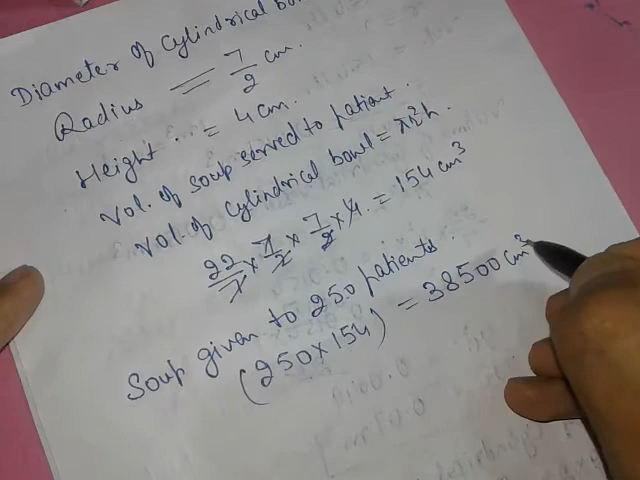 Diameter of Cylindrical bow
Radius = 7/2 cm.
Height .. = 4 cm.
Vol. of soup served to patient.
Vol. of cylindrical bowl = πr²h.
22/7 × 7/2 × 7/2 × 4. = 154 cm³
Soup given to 250 patients.
(250×154) = 38500 cm³